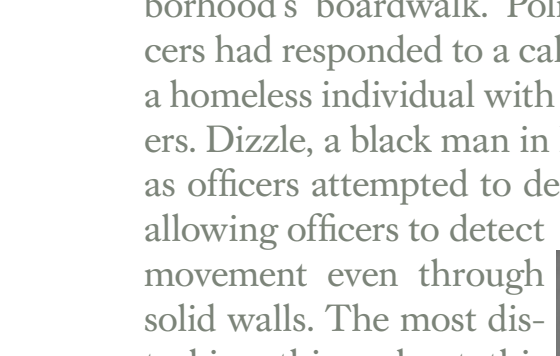 borhood's boardwalk.
cers had responded to a
a homeless individual with
ers. Dizzle, a black man in
as officers attempted to
allowing officers to detect
movement even through
solid walls. The most dis-